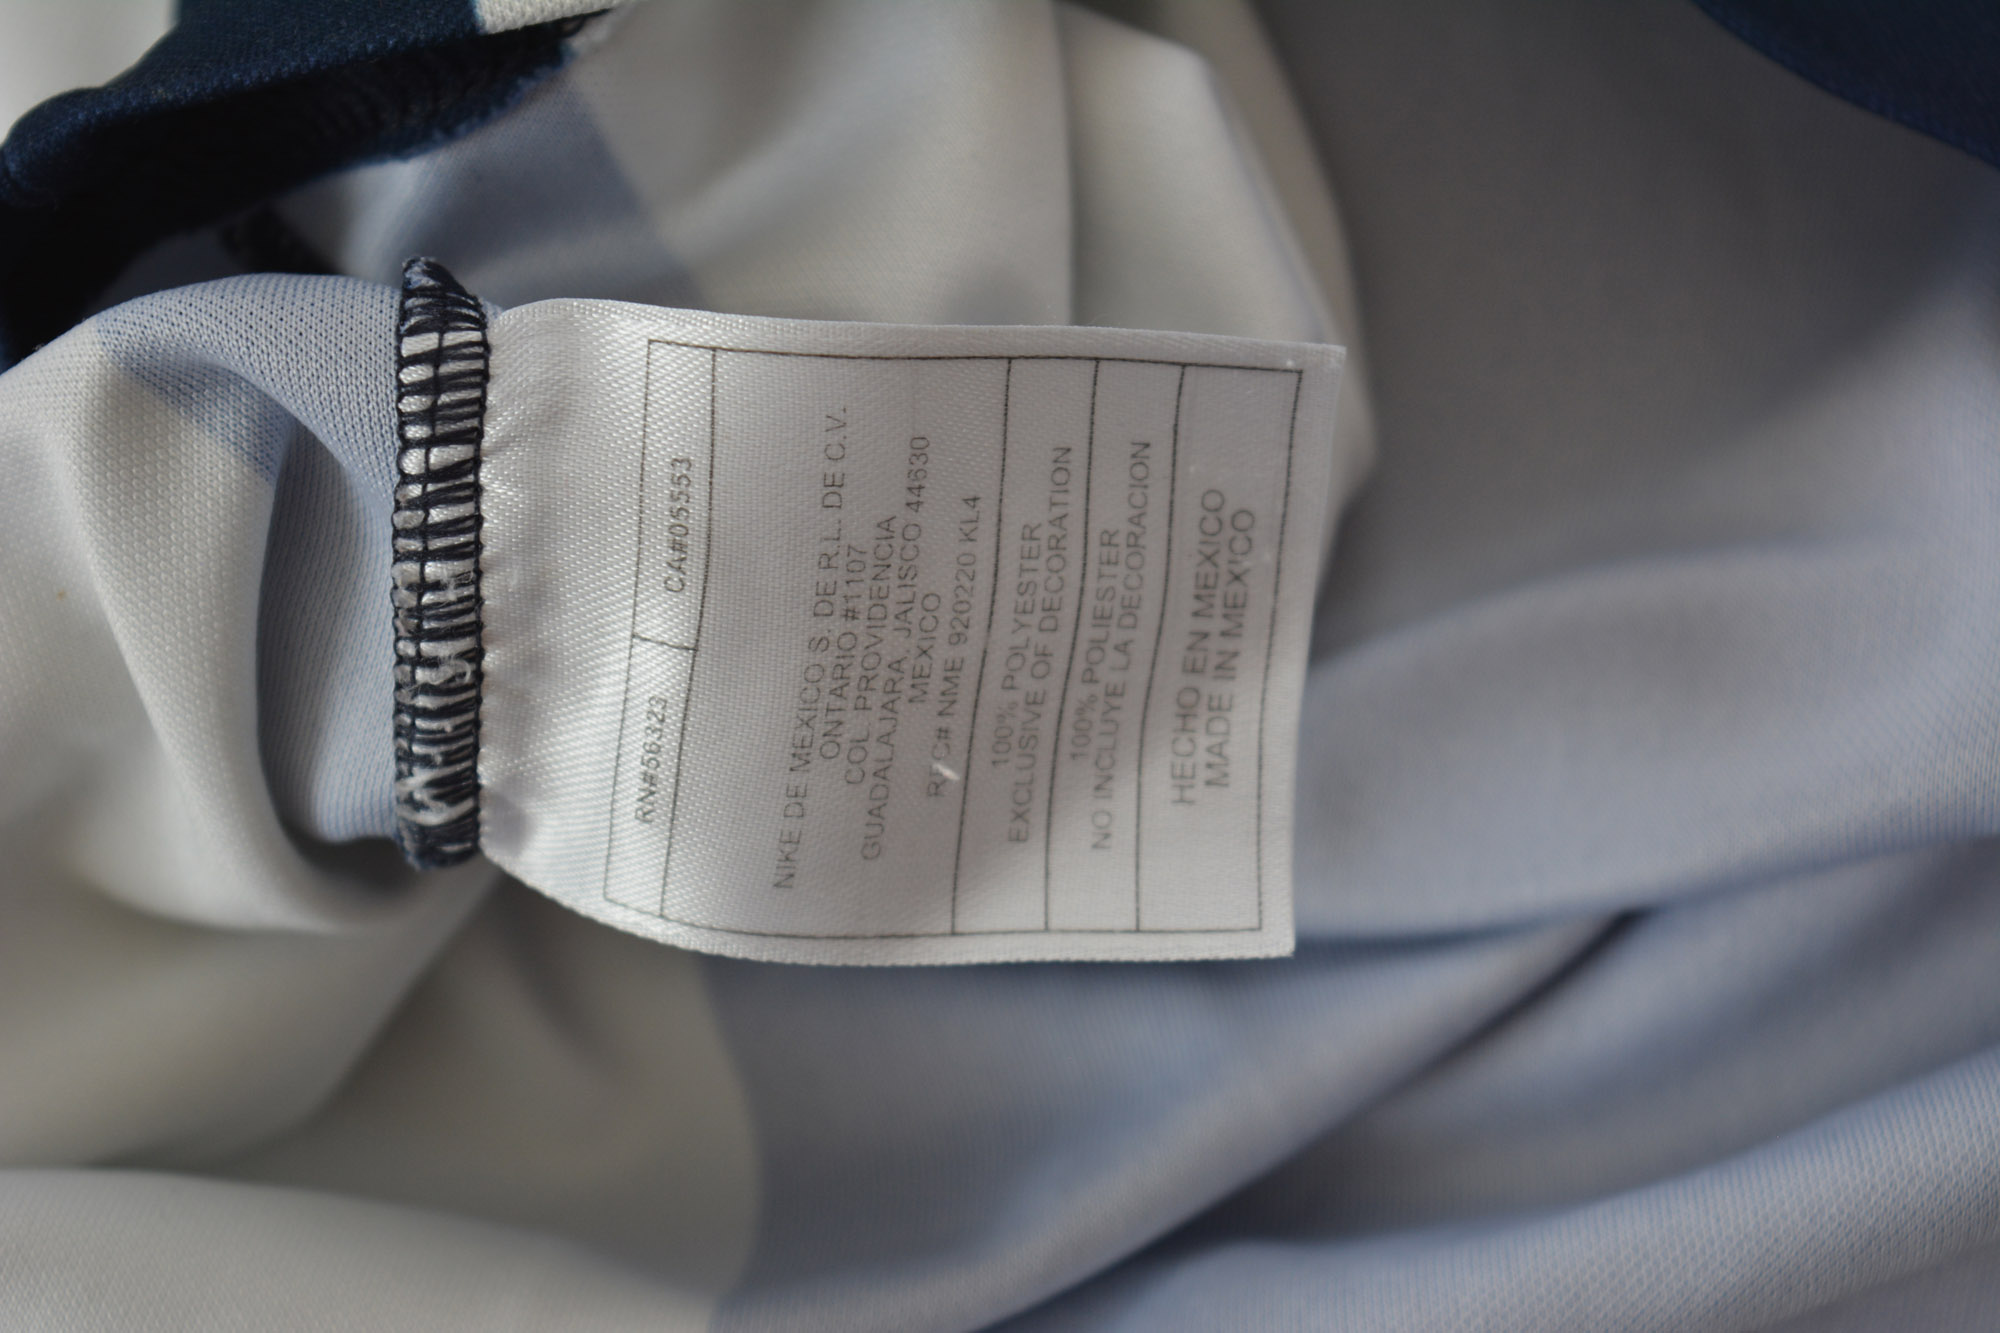 RN#56323 CA#05553
NIKE DE MEXICO S. DE R.L. DE C.V.
ONTARIO #1107
COL.PROVIDENCIA
GUADALAJARA, JALISCO 44630
MEXICO
RFC# NME 920220 KL4
100% POLYESTER
EXCLUSIVE OF DECORATION
100% POLIESTER
NO INCLUYE LA DECORACION
HECHO EN MEXICO
MADE IN MEXICO